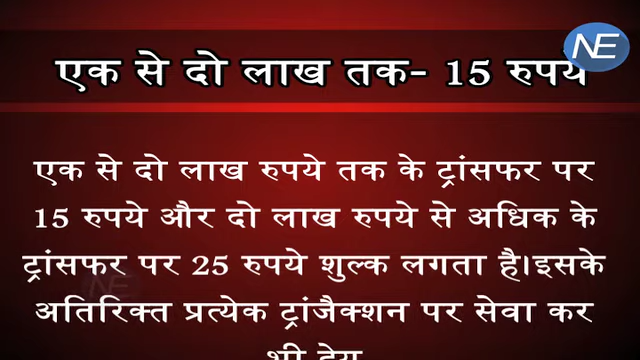 NE
एक से दो लाख तक- 15 रुपये
एक से दो लाख रुपये तक के ट्रांसफर पर
15 रुपये और दो लाख रुपये से अधिक के
ट्रांसफर पर 25 रुपये शुल्क लगता है।इसके
अतिरिक्त प्रत्येक ट्रांजैक्शन पर सेवा कर
भी देय
NE